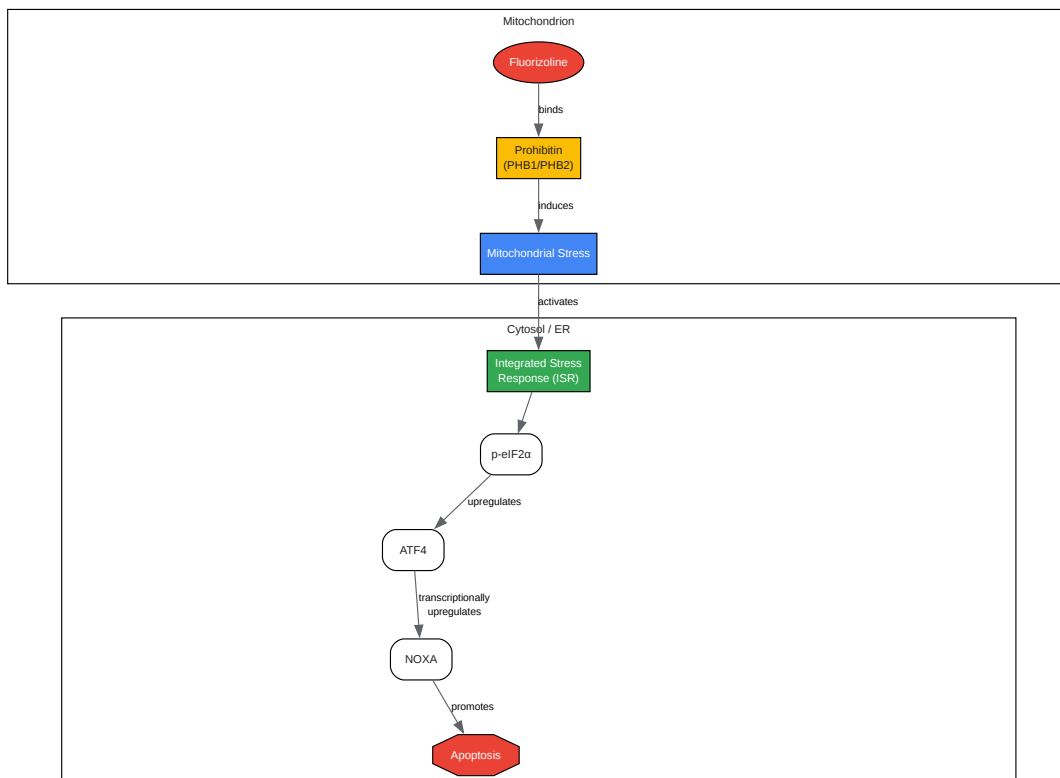 Mitochondrion
Fluorizoline
binds
Prohibitin
(PHB1/PHB2)
induces
Mitochondrial Stress
activates
Cytosol / ER
Integrated Stress
Response (ISR)
p-eIF2α
upregulates
ATF4
transcriptionally
upregulates
NOXA
promotes
Apoptosis